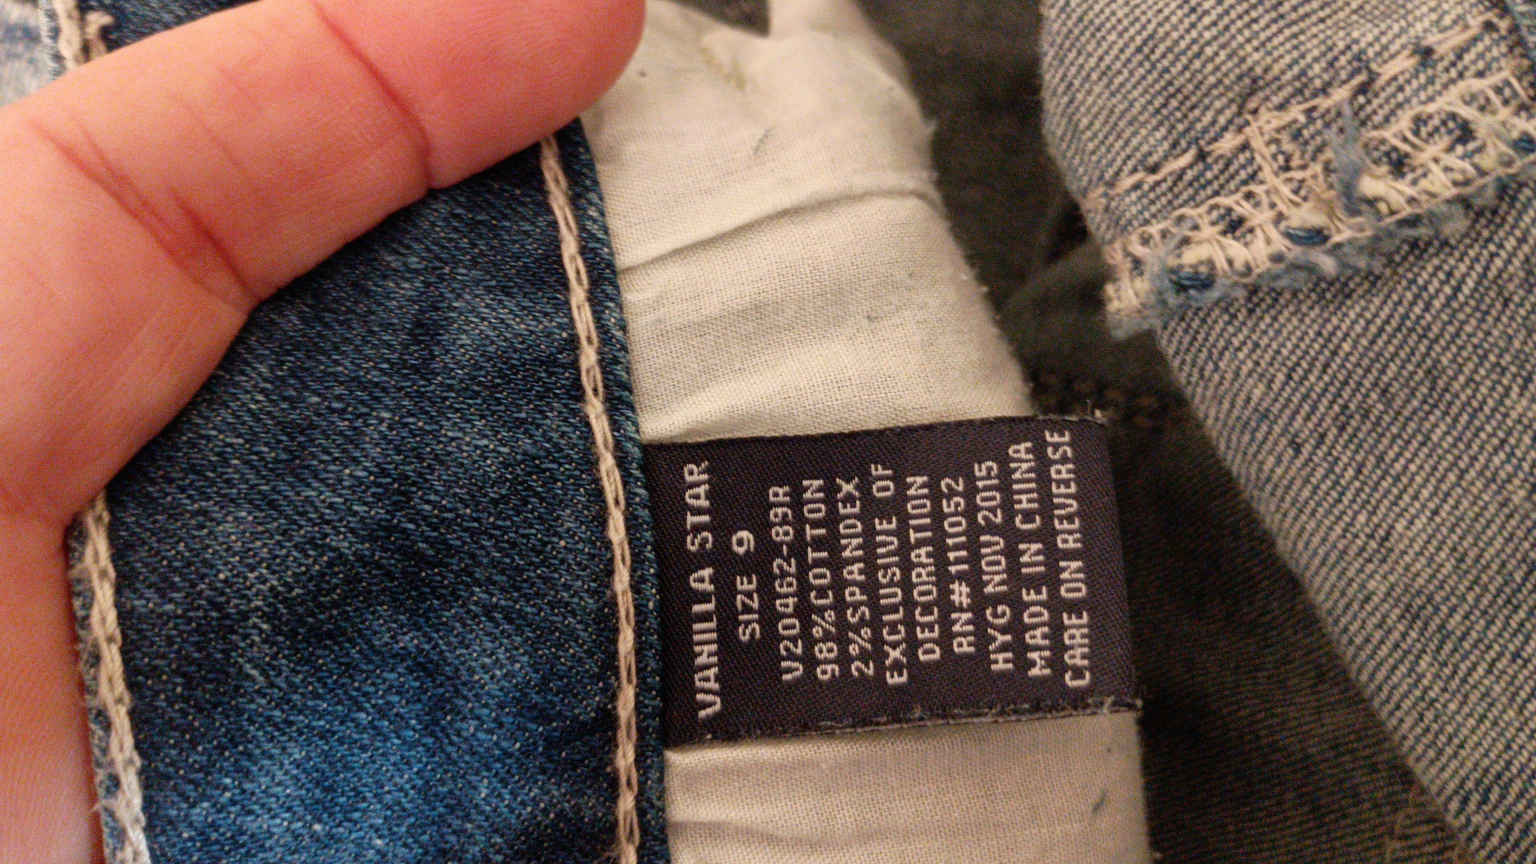 VANILLA STAR
SIZE 9
V20462-89R
98%COTTON
2%SPANDEX
EXCLUSIVE OF
DECORATION
RN#111052
HYG NOV 2015
MADE IN CHINA
CARE ON REVERSE